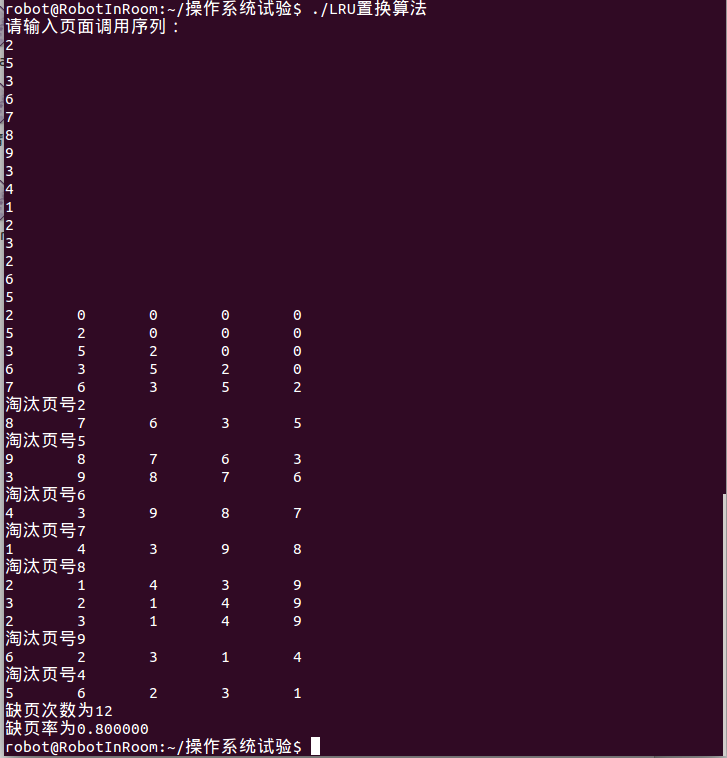 robot@RobotInRoom:~/操作系统试验$ ./LRU置换算法
请输入页面调用序列：
2
5
3
6
7
8
9
3
4
1
2
3
2
6
5
2 0 0 0 0
5 2 0 0 0
3 5 2 0 0
6 3 5 2 0
7 6 3 5 2
淘汰页号2
8 7 6 3 5
淘汰页号5
9 8 7 6 3
3 9 8 7 6
淘汰页号6
4 3 9 8 7
淘汰页号7
1 4 3 9 8
淘汰页号8
2 1 4 3 9
3 2 1 4 9
2 3 1 4 9
淘汰页号9
6 2 3 1 4
淘汰页号4
5 6 2 3 1
缺页次数为12
缺页率为0.800000
robot@RobotInRoom:~/操作系统试验$